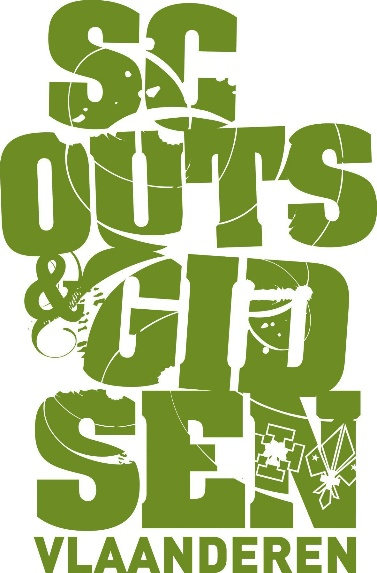 SC
OUTS
& GID
SEN
VLAANDEREN